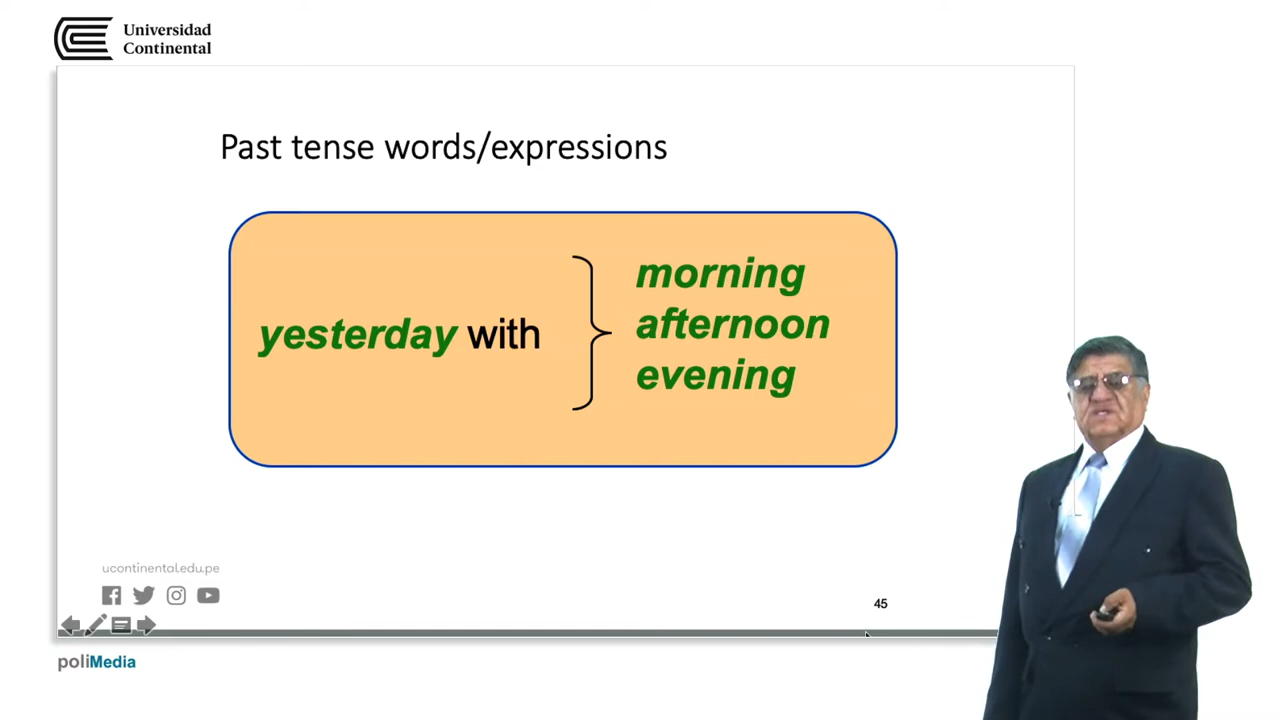 Universidad
Continental
Past tense words/expressions
yesterday with
morning
afternoon
evening
ucontinental.edu.pe
45
poliMedia